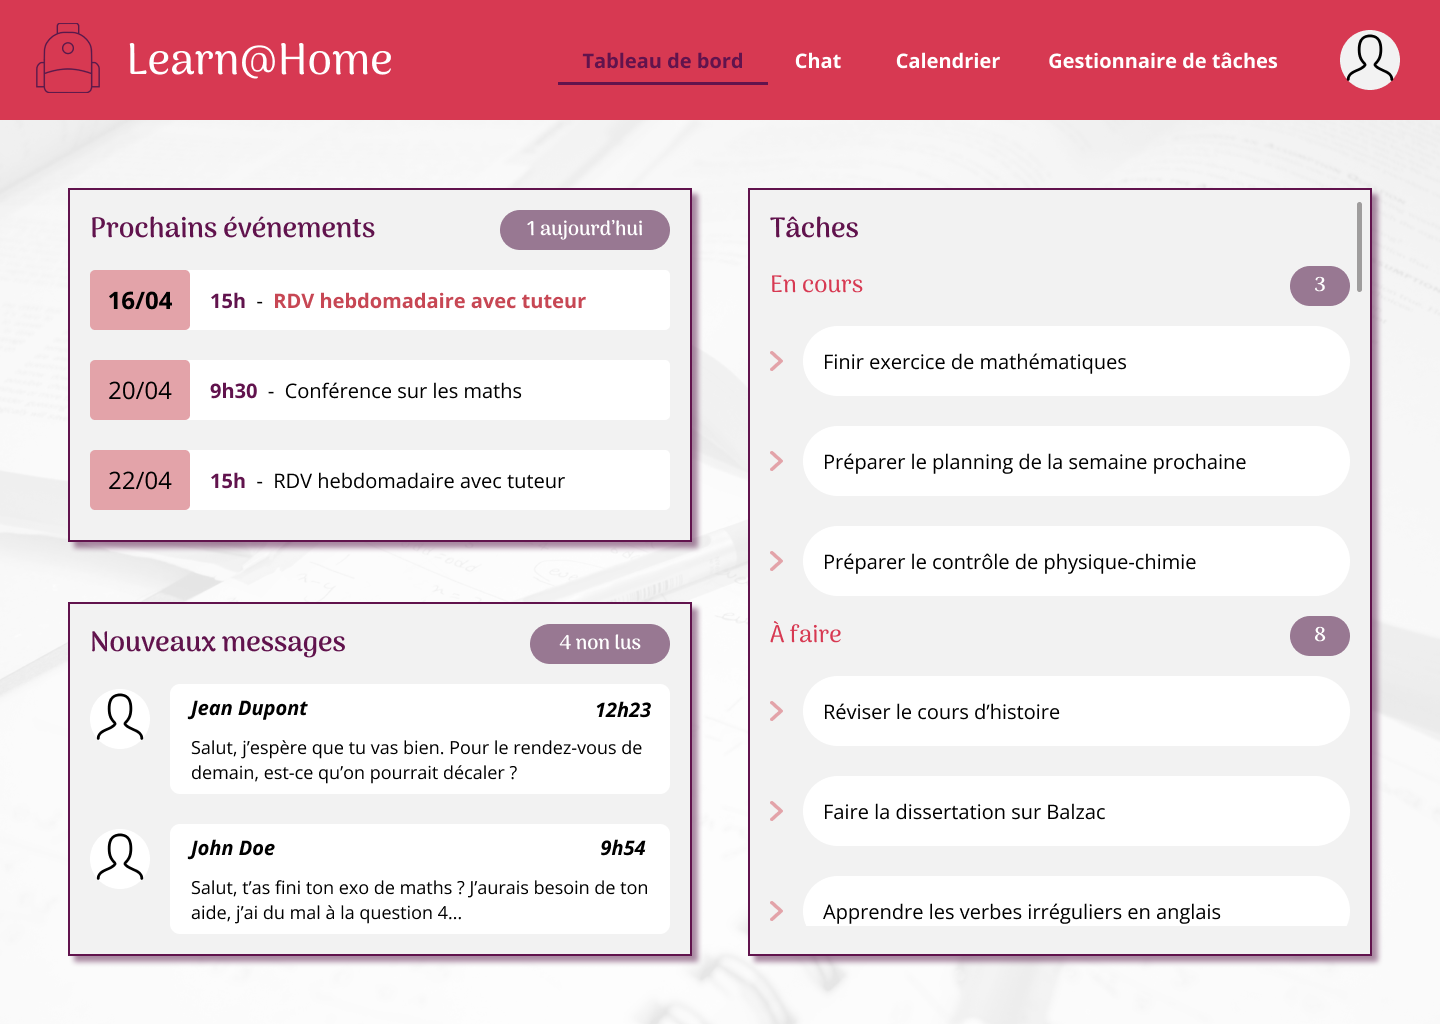 Learn@Home
Tableau de bord
Chat
Calendrier
Gestionnaire de tâches
Prochains événements
1 aujourd'hui
16/04
15h - RDV hebdomadaire avec tuteur
20/04
9h30 - Conférence sur les maths
22/04
15h - RDV hebdomadaire avec tuteur
Nouveaux messages
4 non lus
Jean Dupont
12h23
Salut, j’espère que tu vas bien. Pour le rendez-vous de
demain, est-ce qu’on pourrait décaler ?
John Doe
9h54
Salut, t’as fini ton exo de maths ? J’aurais besoin de ton
aide, j’ai du mal à la question 4...
Tâches
En cours
3
Finir exercice de mathématiques
Préparer le planning de la semaine prochaine
Préparer le contrôle de physique-chimie
À faire
8
Réviser le cours d’histoire
Faire la dissertation sur Balzac
Apprendre les verbes irréguliers en anglais